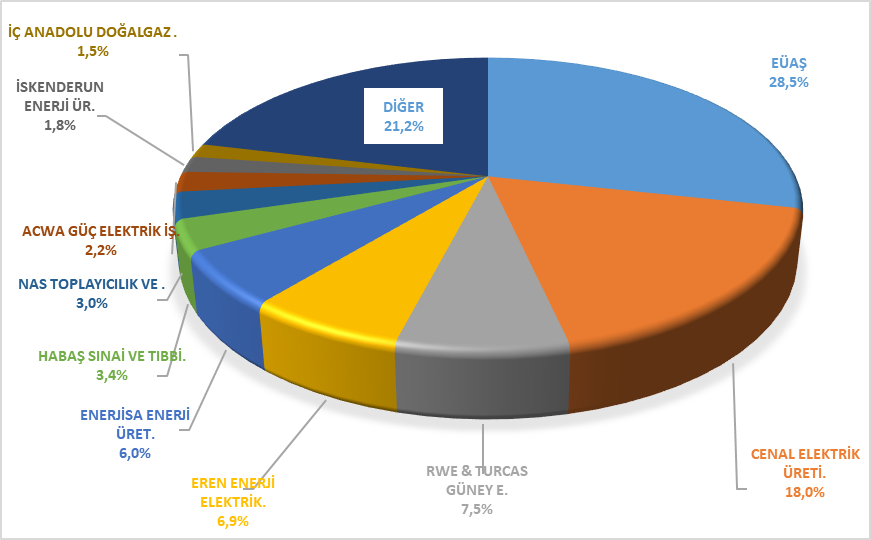 İÇ ANADOLU DOĞALGAZ .
1,5%
İSKENDERUN
ENERJİ ÜR.
1,8%
ACWA GÜÇ ELEKTRİK İŞ.
2,2%
NAS TOPLAYICILIK VE .
3,0%
HABAŞ SINAİ VE TIBBİ.
3,4%
ENERJİSA ENERJİ
ÜRET.
6,0%
EREN ENERJİ
ELEKTRİK.
6,9%
RWE & TURCAS
GÜNEY E.
7,5%
CENAL ELEKTRİK
ÜRETİ.
18,0%
EÜAŞ
28,5%
DİĞER
21,2%